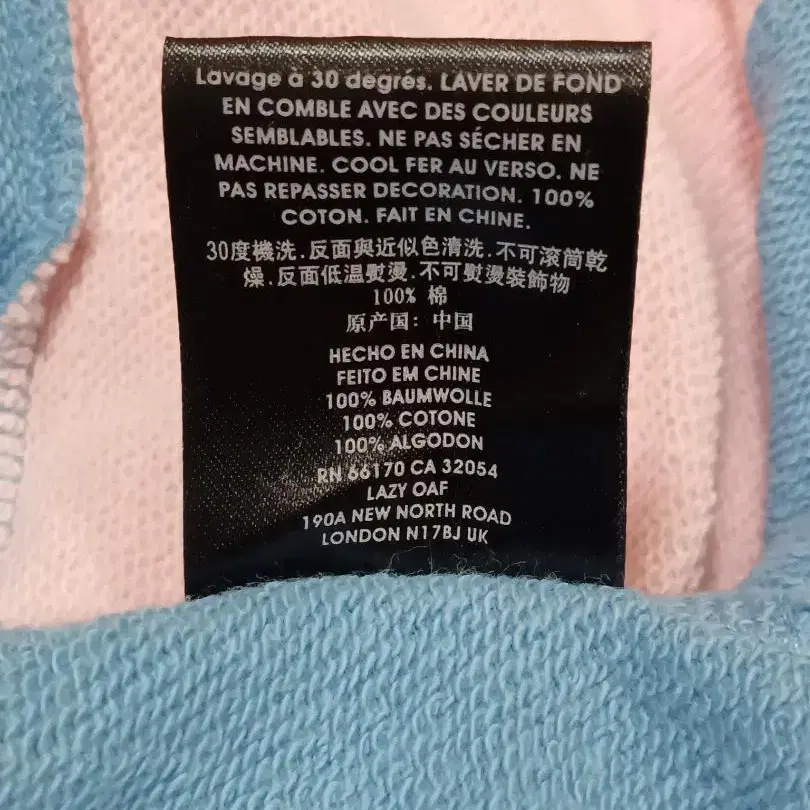 Lavage à 30 degrés. LAVER DE FOND
EN COMBLE AVEC DES COULEURS
SEMBLABLES. NE PAS SÉCHER EN
MACHINE. COOL FER AU VERSO. NE
PAS REPASSER DECORATION. 100%
COTON. FAIT EN CHINE.
30度機洗.反面與近似色清洗.不可滚筒乾
燥.反面低温熨燙.不可熨燙裝飾物
100% 棉
原产国: 中国
HECHO EN CHINA
FEITO EM CHINE
100% BAUMWOLLE
100% COTONE
100% ALGODON
RN 66170 CA 32054
LAZY OAF
190A NEW NORTH ROAD
LONDON N17BJ UK